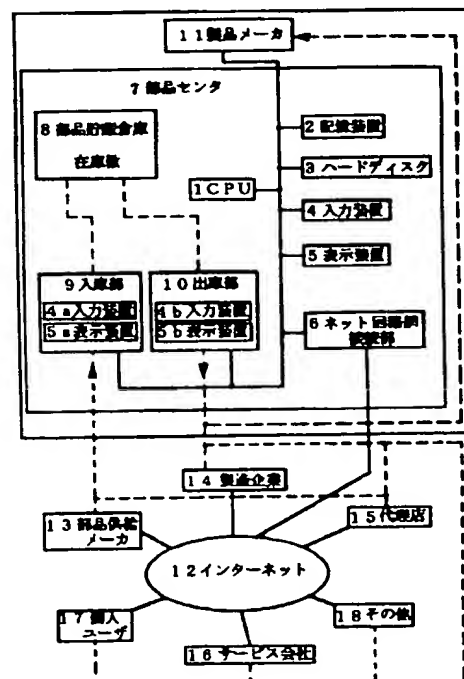 11製品メーカ
7部品センタ
8部品貯蔵倉庫
在庫数
2記憶装置
3ハードディスク
1CPU
4入力装置
5表示装置
9入庫部
4a入力装置
5a表示装置
10出庫部
4b入力装置
5b表示装置
6ネット回路網
接続部
14製造企業
13部品供給
メーカ
15代理店
12インターネット
17個人
ユーザ
18その他
16サービス会社